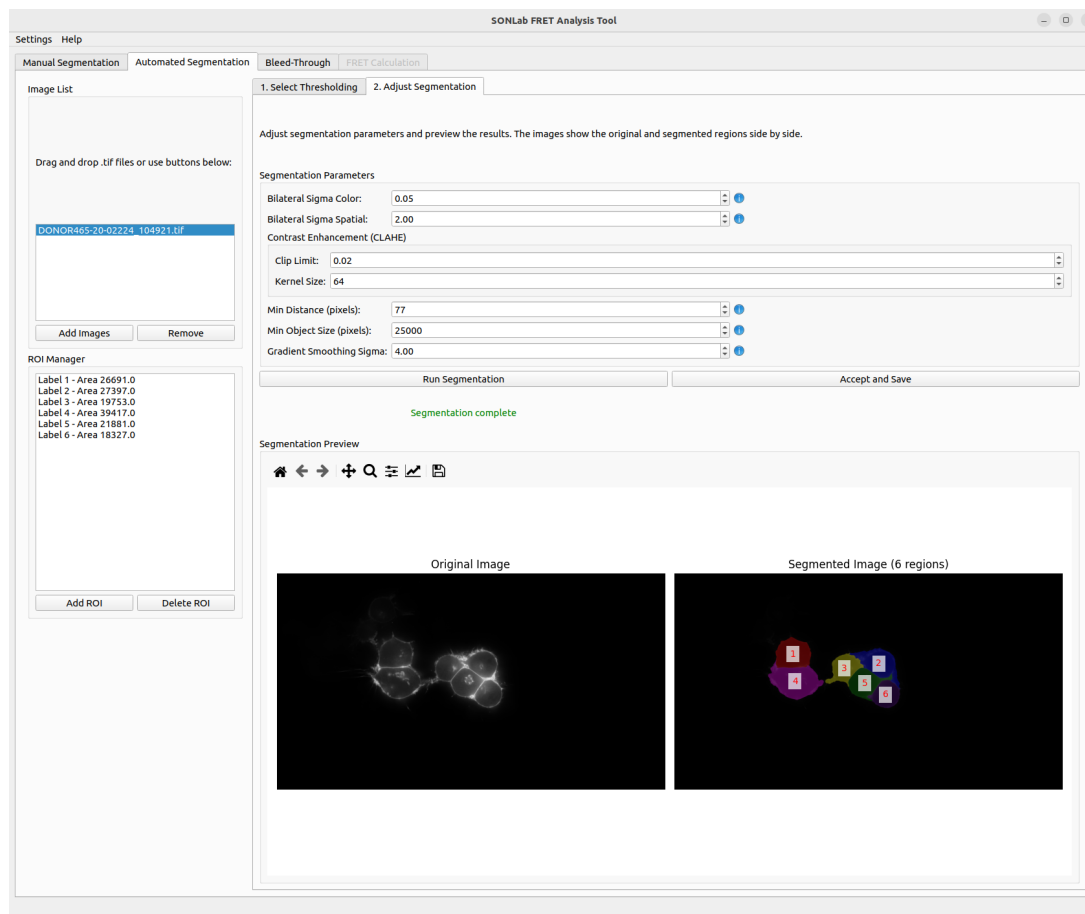 SONLab FRET Analysis Tool
Settings Help
Manual Segmentation Automated Segmentation Bleed-Through FRET Calculation
Image List
Drag and drop .tif files or use buttons below:
DONOR465-20-02224_104921.tif
Add Images Remove
ROI Manager
Label 1 - Area 26691.0
Label 2 - Area 27397.0
Label 3 - Area 19753.0
Label 4 - Area 39417.0
Label 5 - Area 21881.0
Label 6 - Area 18327.0
Add ROI Delete ROI
1. Select Thresholding 2. Adjust Segmentation
Adjust segmentation parameters and preview the results. The images show the original and segmented regions side by side.
Segmentation Parameters
Bilateral Sigma Color: 0.05
Bilateral Sigma Spatial: 2.00
Contrast Enhancement (CLAHE)
Clip Limit: 0.02
Kernel Size: 64
Min Distance (pixels): 77
Min Object Size (pixels): 25000
Gradient Smoothing Sigma: 4.00
Run Segmentation Accept and Save
Segmentation complete
Segmentation Preview
Original Image Segmented Image (6 regions)
1
2
3
4
5
6